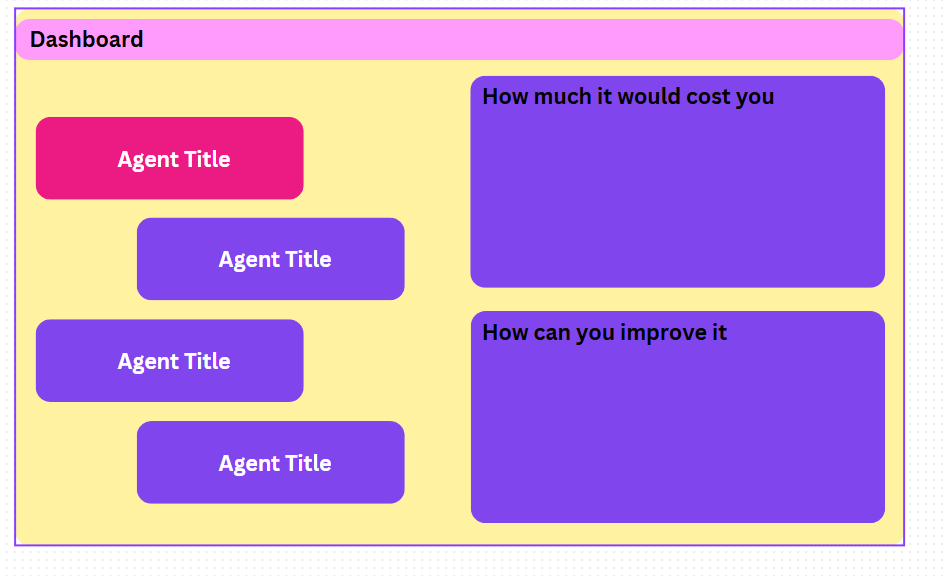 Dashboard
Agent Title
Agent Title
Agent Title
Agent Title
How much it would cost you
How can you improve it